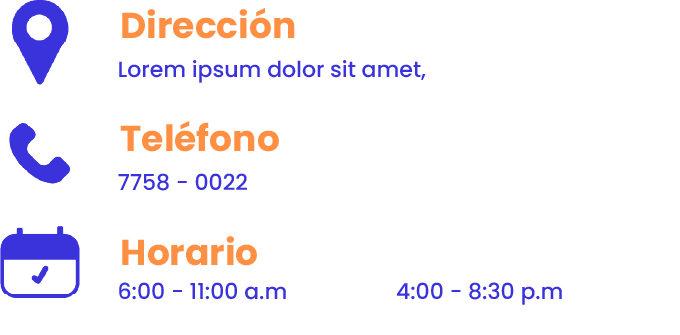 Dirección
Lorem ipsum dolor sit amet,
Teléfono
7758 - 0022
Horario
6:00 - 11:00 a.m 4:00 - 8:30 p.m